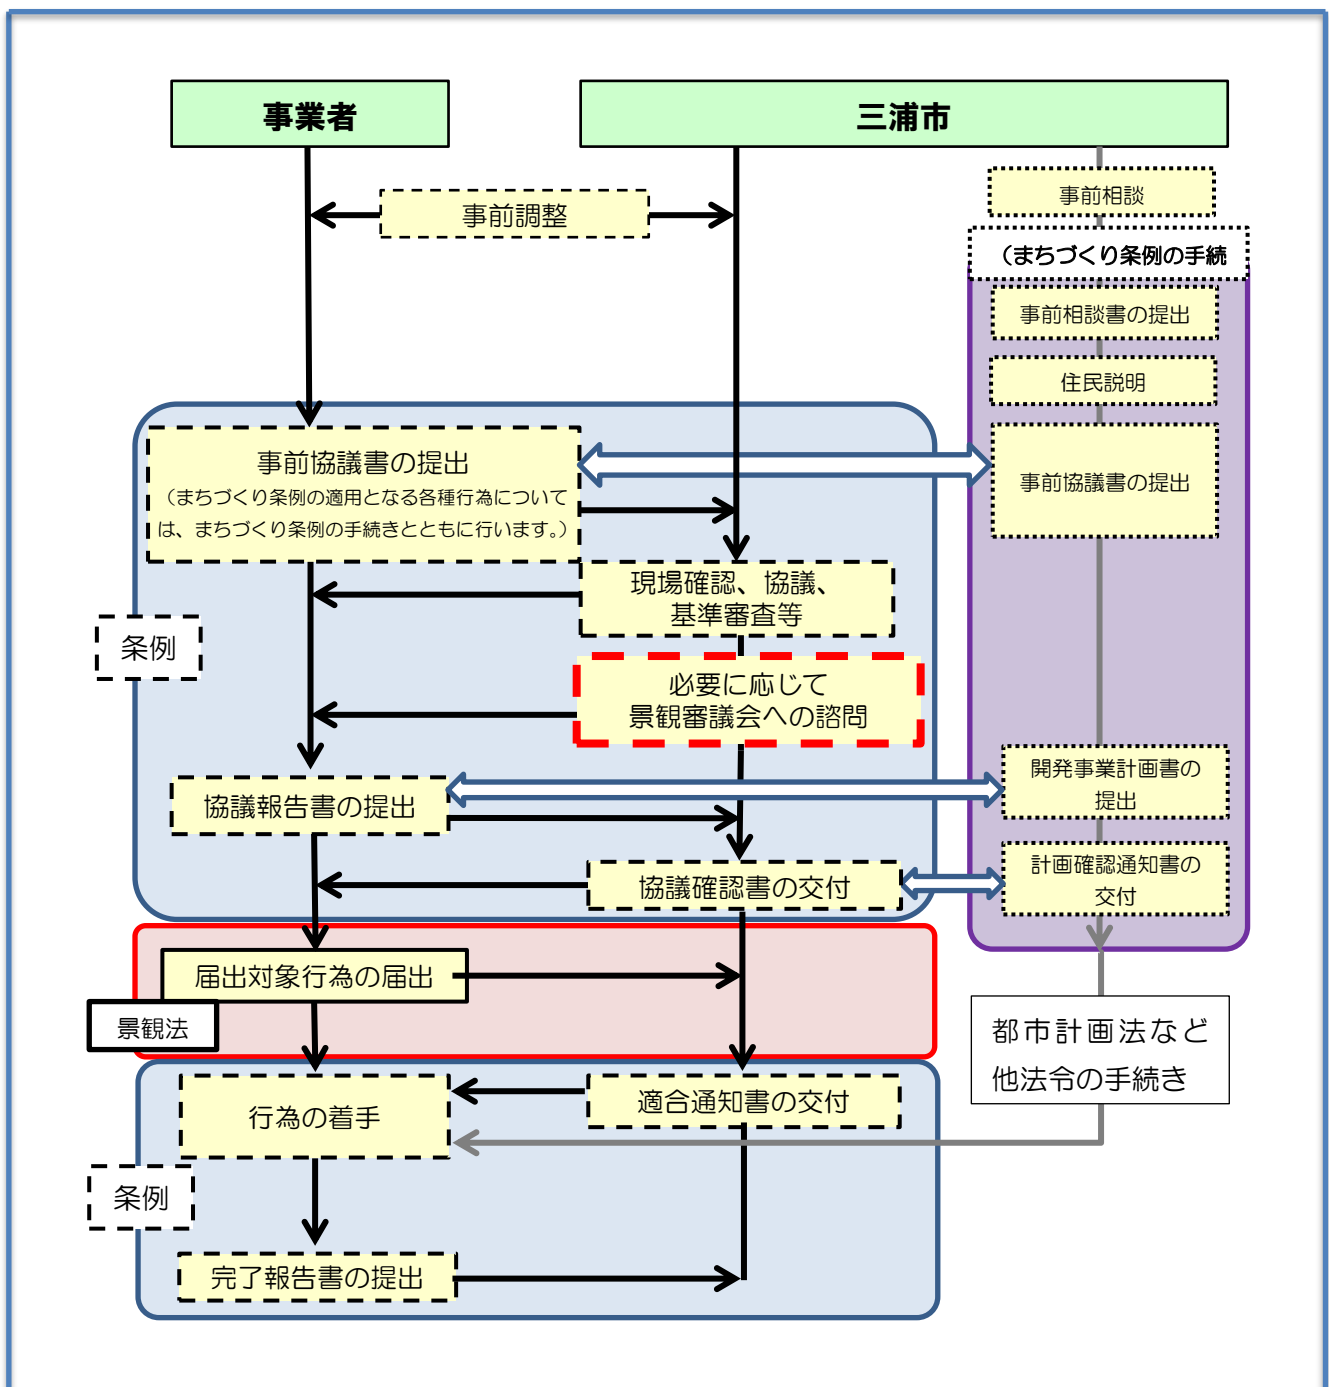 事業者
三浦市
事前調整
事前相談
（まちづくり条例の手続
事前相談書の提出
住民説明
事前協議書の提出
（まちづくり条例の適用となる各種行為について
は、まちづくり条例の手続きとともに行います。）
事前協議書の提出
現場確認、協議、
基準審査等
条例
必要に応じて
景観審議会への諮問
協議報告書の提出
開発事業計画書の
提出
協議確認書の交付
計画確認通知書の
交付
届出対象行為の届出
景観法
都市計画法など
他法令の手続き
行為の着手
適合通知書の交付
条例
完了報告書の提出